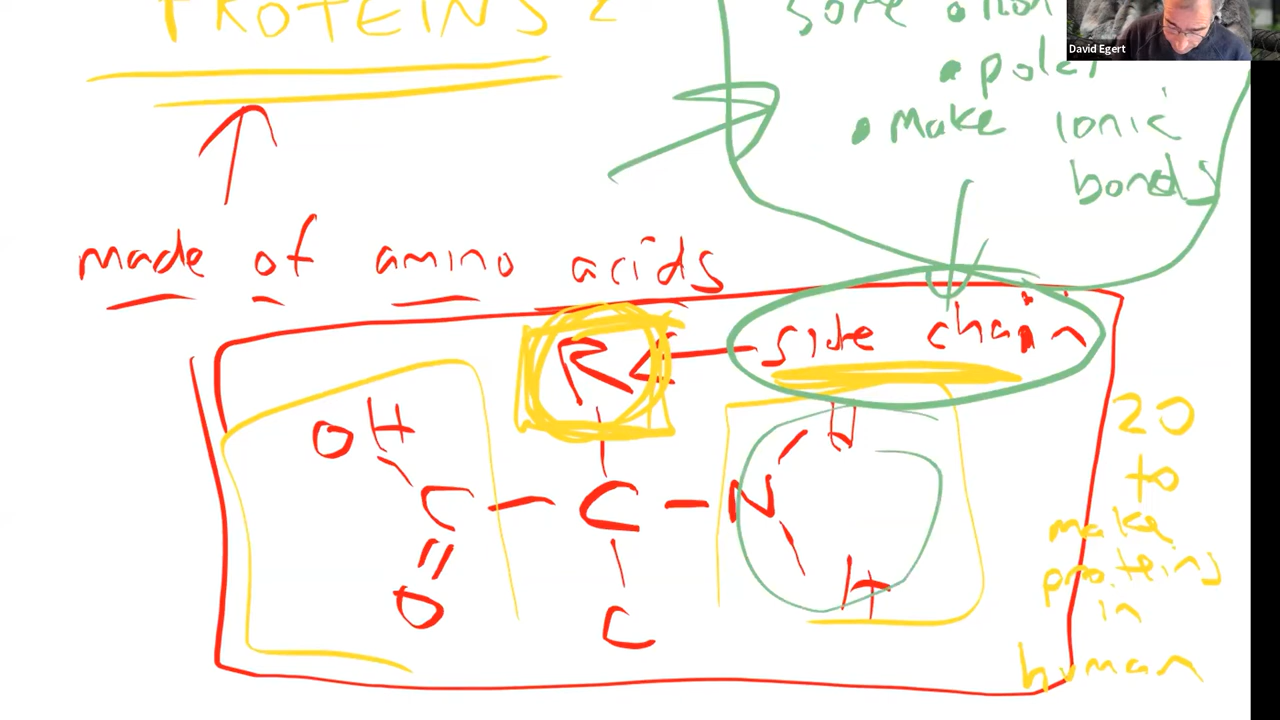 PROTEINS
some
David Egert
• polar
• make ionic
bonds
made of amino acids
R
side chain
OH
H
C - C - N
O
C
H
20
to
make
proteins
in
human